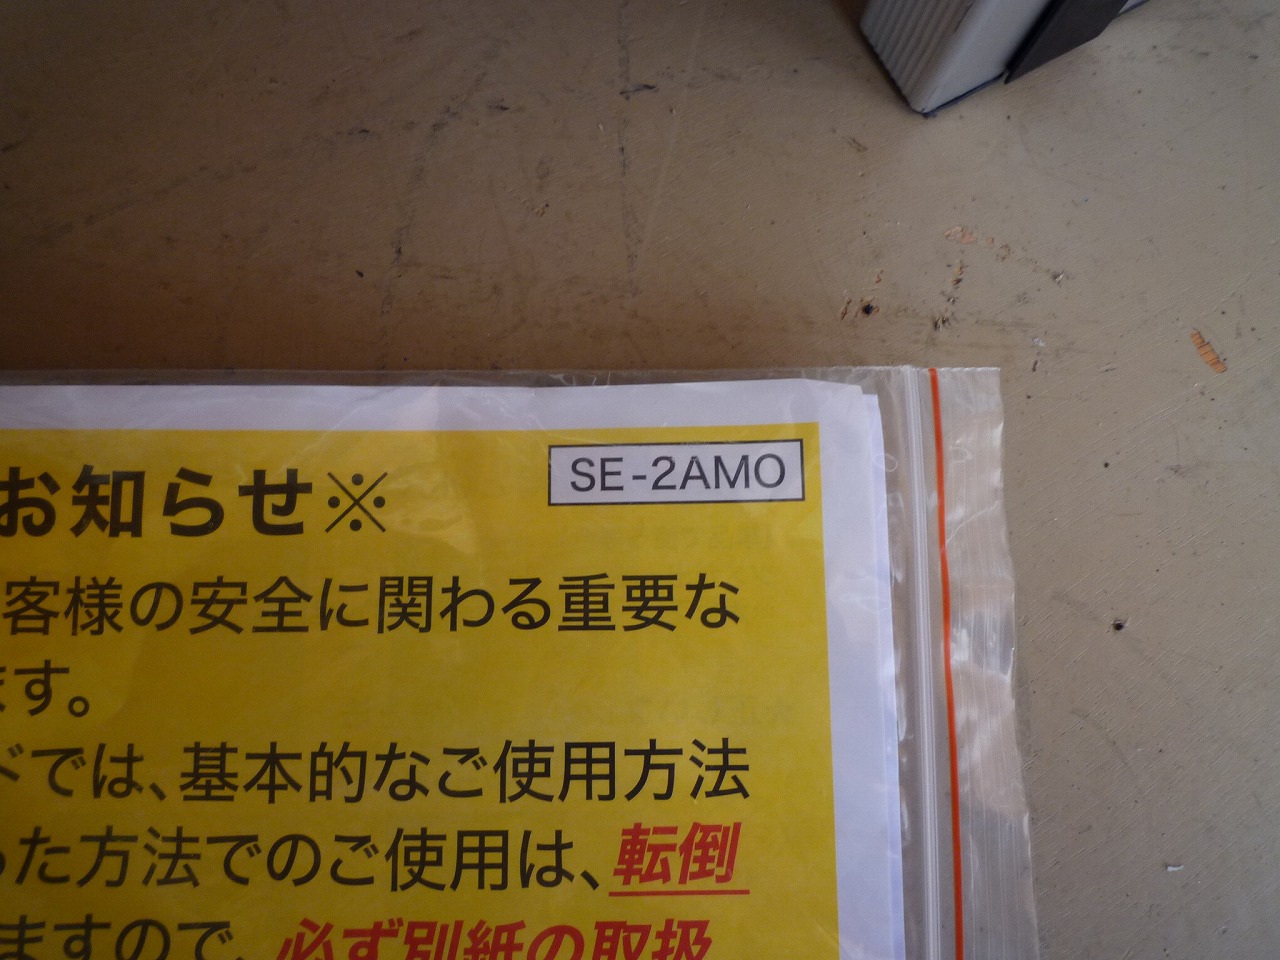 SE-2AMO
お知らせ※
客様の安全に関わる重要な
ます。
では、基本的なご使用方法
った方法でのご使用は、転倒
ますので、必ず別紙の取扱